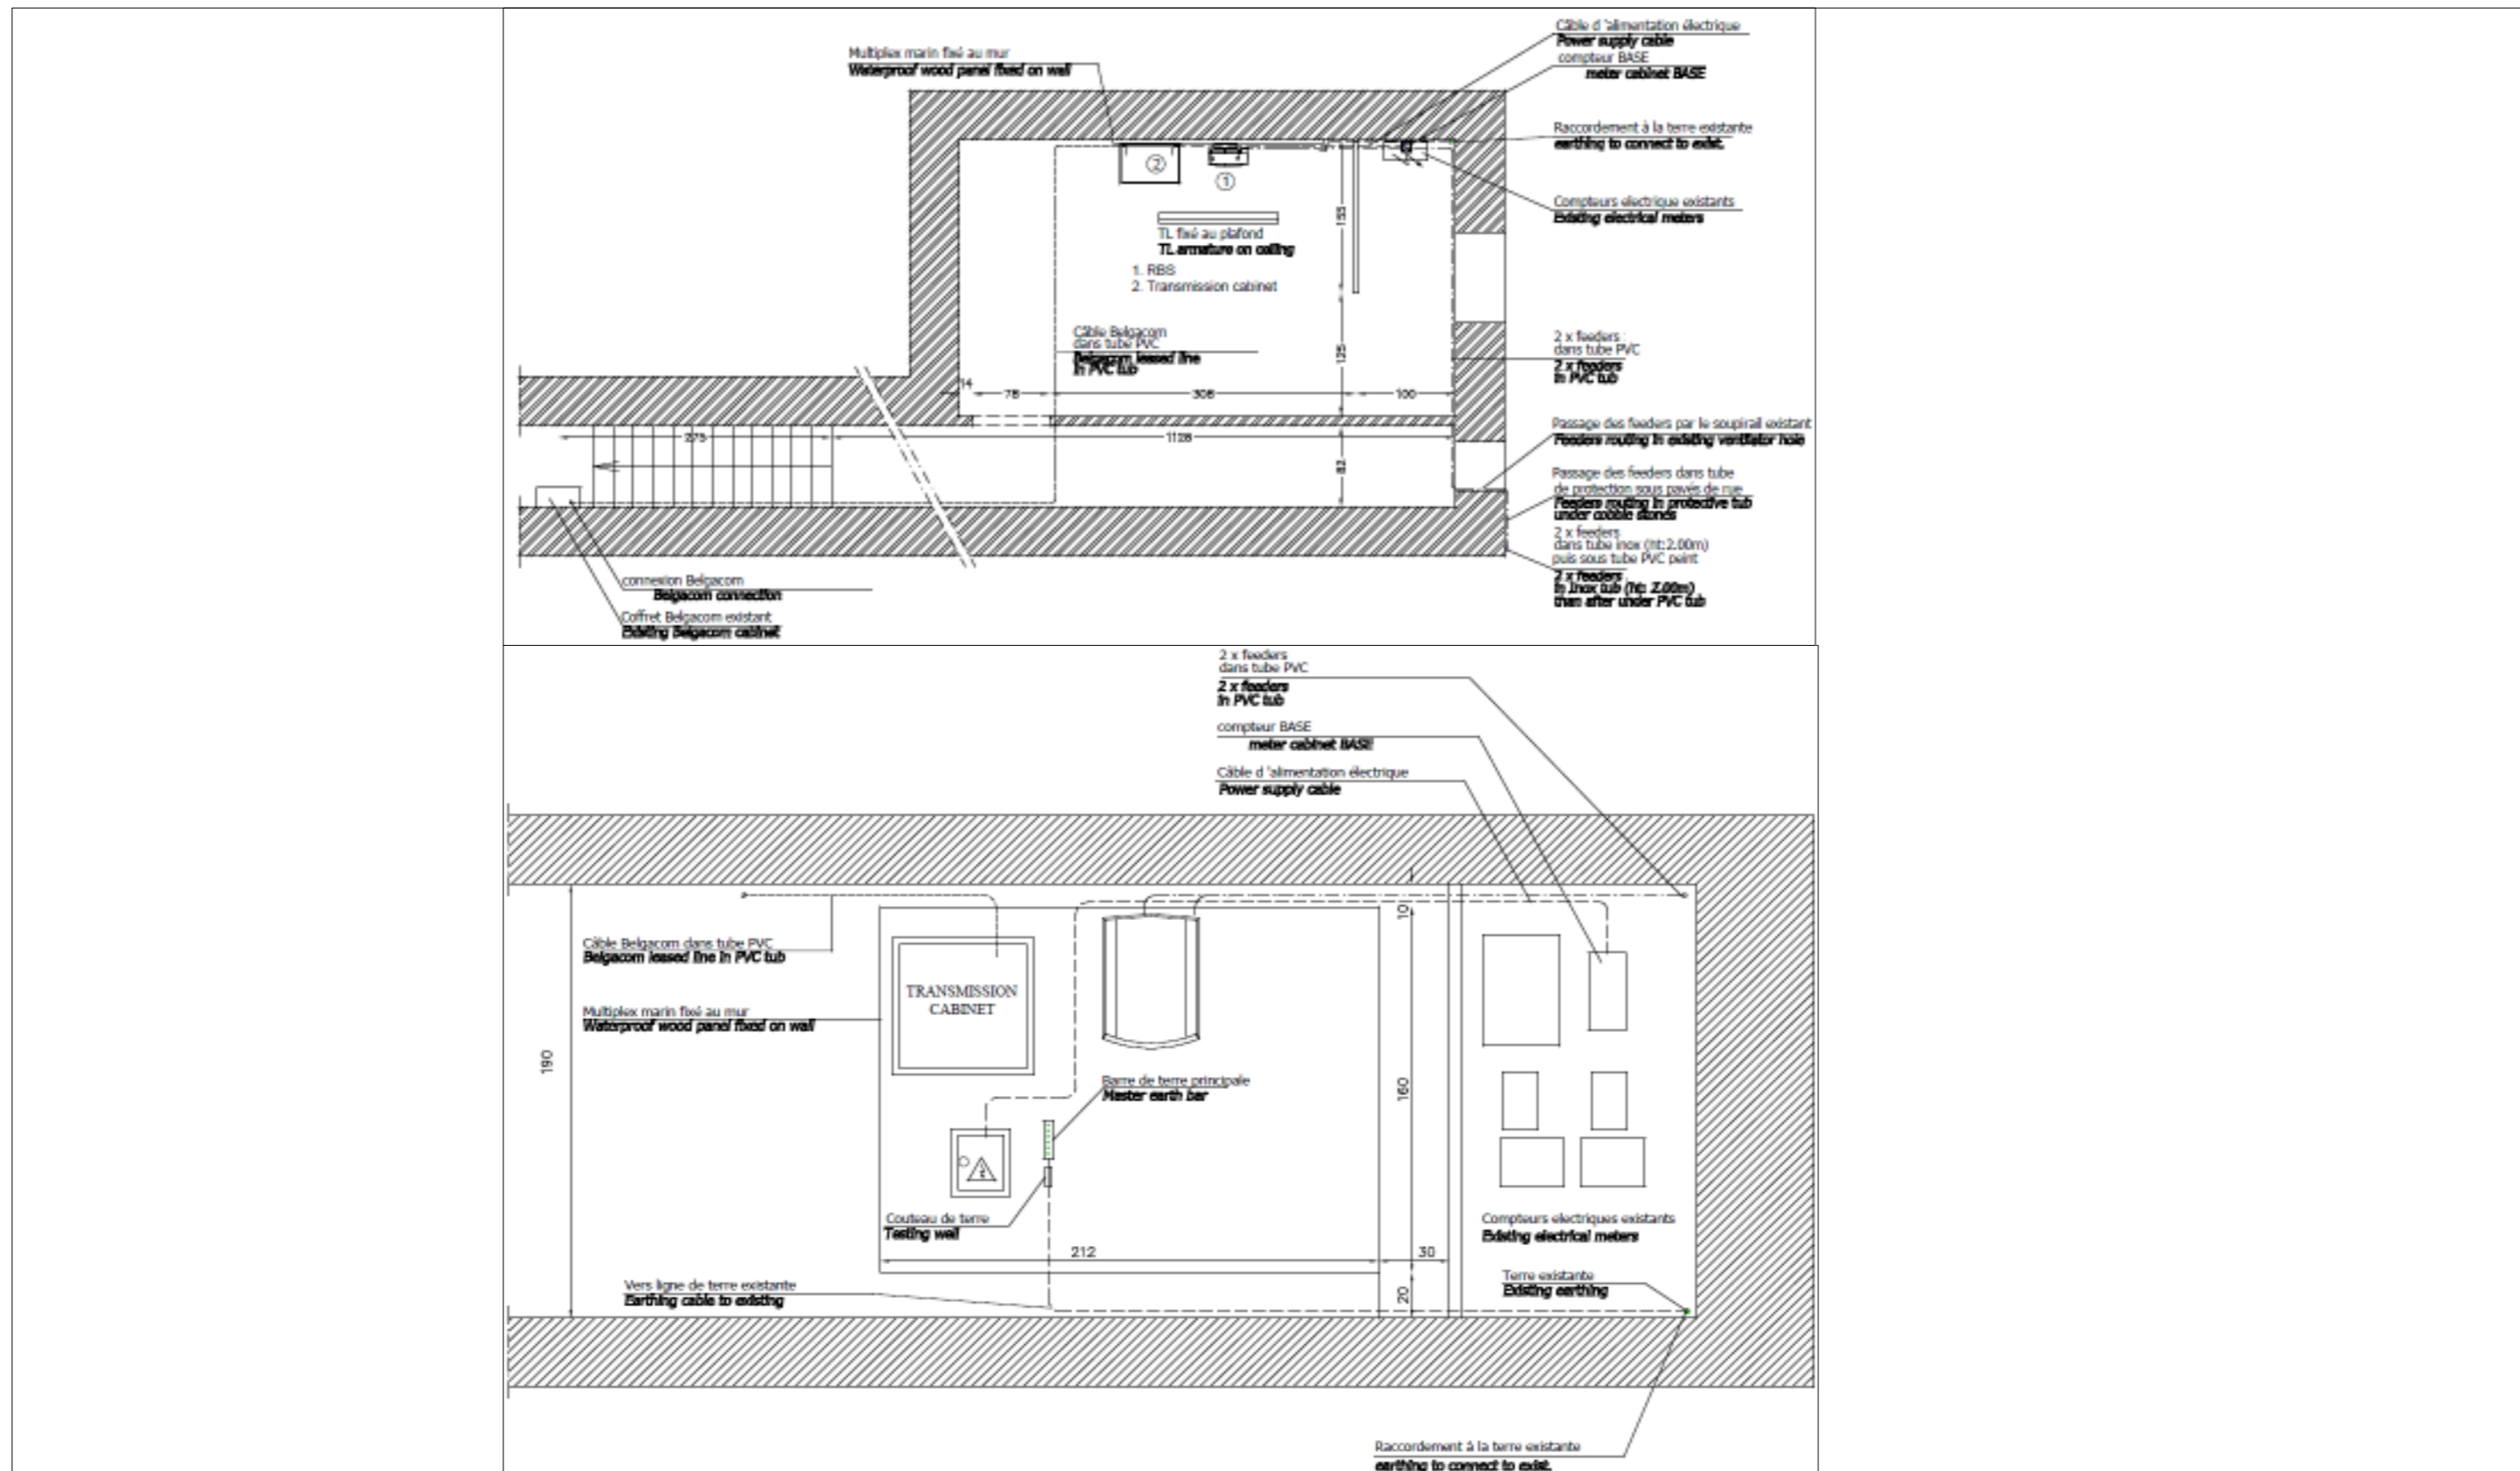 Câble d 'alimentation électrique
Power supply cable
compteur BASE
meter cabinet BASE
Multiplex marin fixé au mur
Waterproof wood panel fixed on wall
Raccordement à la terre existante
earthing to connect to exist.
Compteurs electrique existants
Existing electrical meters
2
1
155
TL fixé au plafond
TL armature on ceiling
1. RBS
2. Transmission cabinet
Câble Belgacom
dans tube PVC
Belgacom leased line
in PVC tub
125
2 x feeders
dans tube PVC
2 x feeders
in PVC tub
14
78
308
100
275
1128
82
Passage des feeders par le soupirail existant
Feeders routing in existing ventilator hole
Passage des feeders dans tube
de protection sous pavés de rue
Feeders routing in protective tub
under cobble stones
2 x feeders
dans tube inox (ht:2.00m)
puis sous tube PVC peint
2 x feeders
in Inox tub (ht: 2.00m)
than after under PVC tub
connexion Belgacom
Belgacom connection
Coffret Belgacom existant
Existing Belgacom cabinet
2 x feeders
dans tube PVC
2 x feeders
in PVC tub
compteur BASE
meter cabinet BASE
Câble d 'alimentation électrique
Power supply cable
10
Câble Belgacom dans tube PVC
Belgacom leased line in PVC tub
TRANSMISSION
CABINET
Multiplex marin fixé au mur
Waterproof wood panel fixed on wall
190
160
Barre de terre principale
Master earth bar
Couteau de terre
Testing well
Compteurs electriques existants
Existing electrical meters
212
30
20
Vers ligne de terre existante
Earthing cable to existing
Terre existante
Existing earthing
Raccordement à la terre existante
earthing to connect to exist.